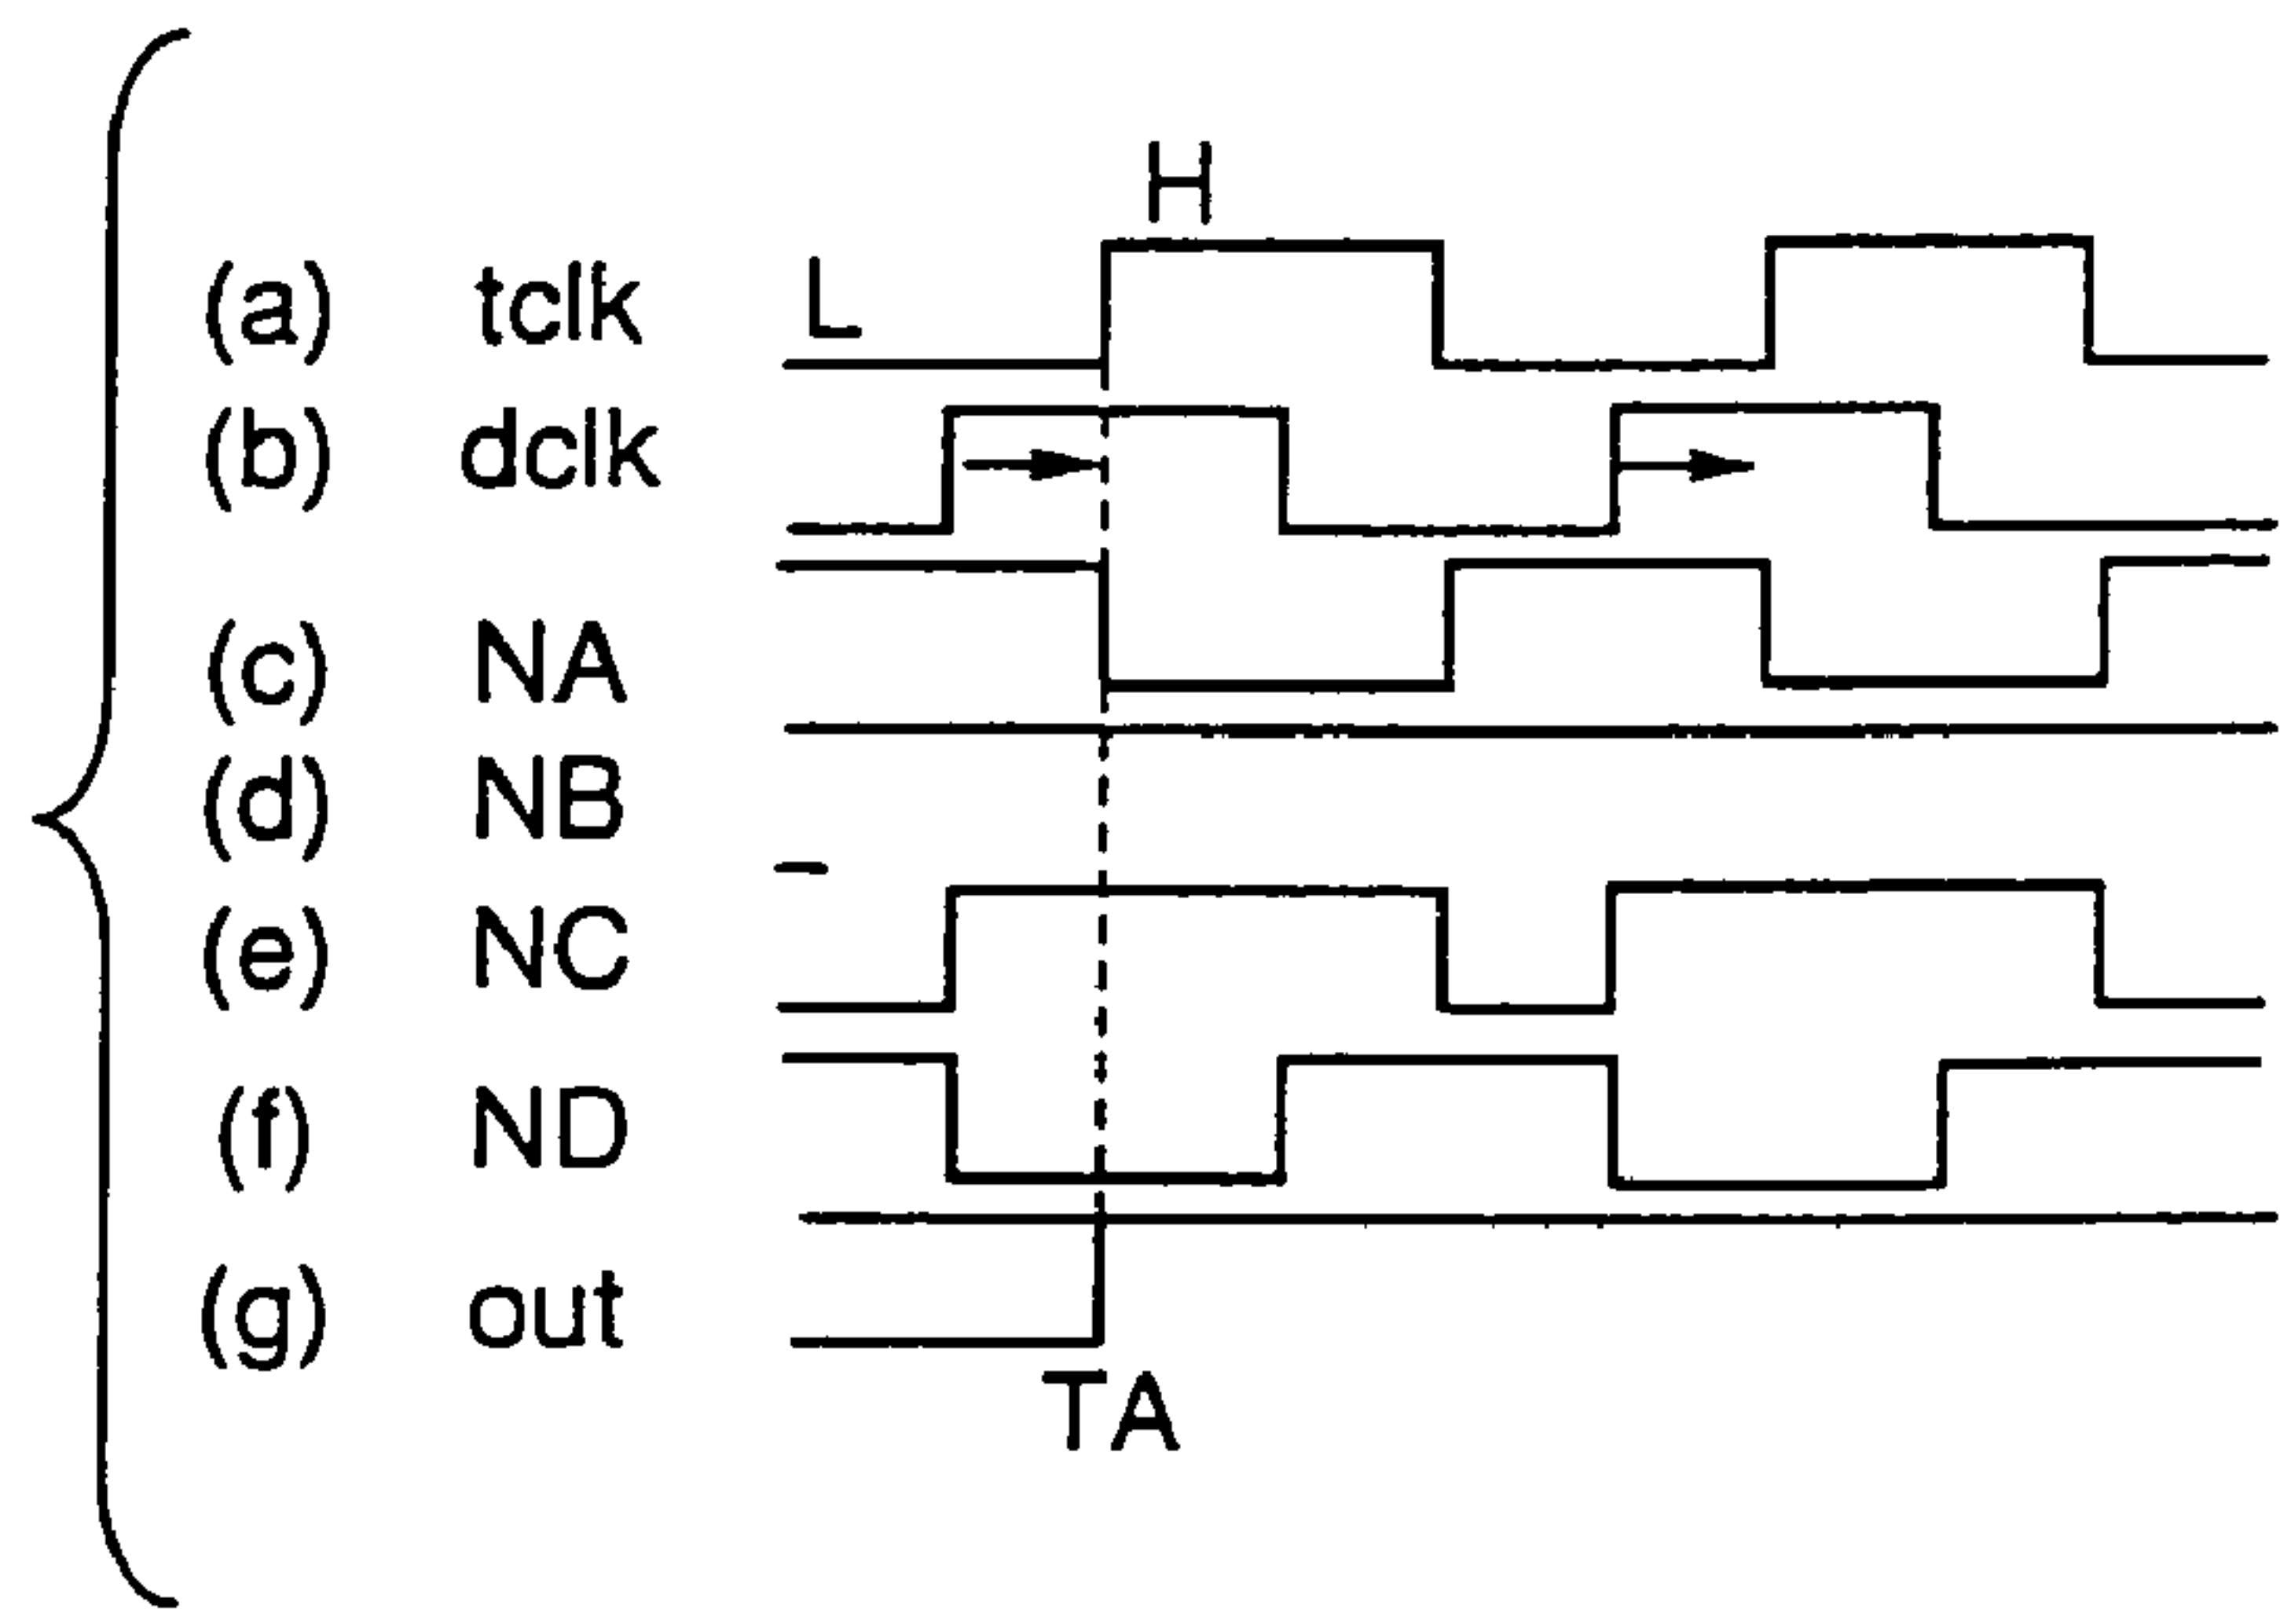 H
(a) tclk L
(b) dclk
(c) NA
(d) NB
(e) NC
(f) ND
(g) out
TA